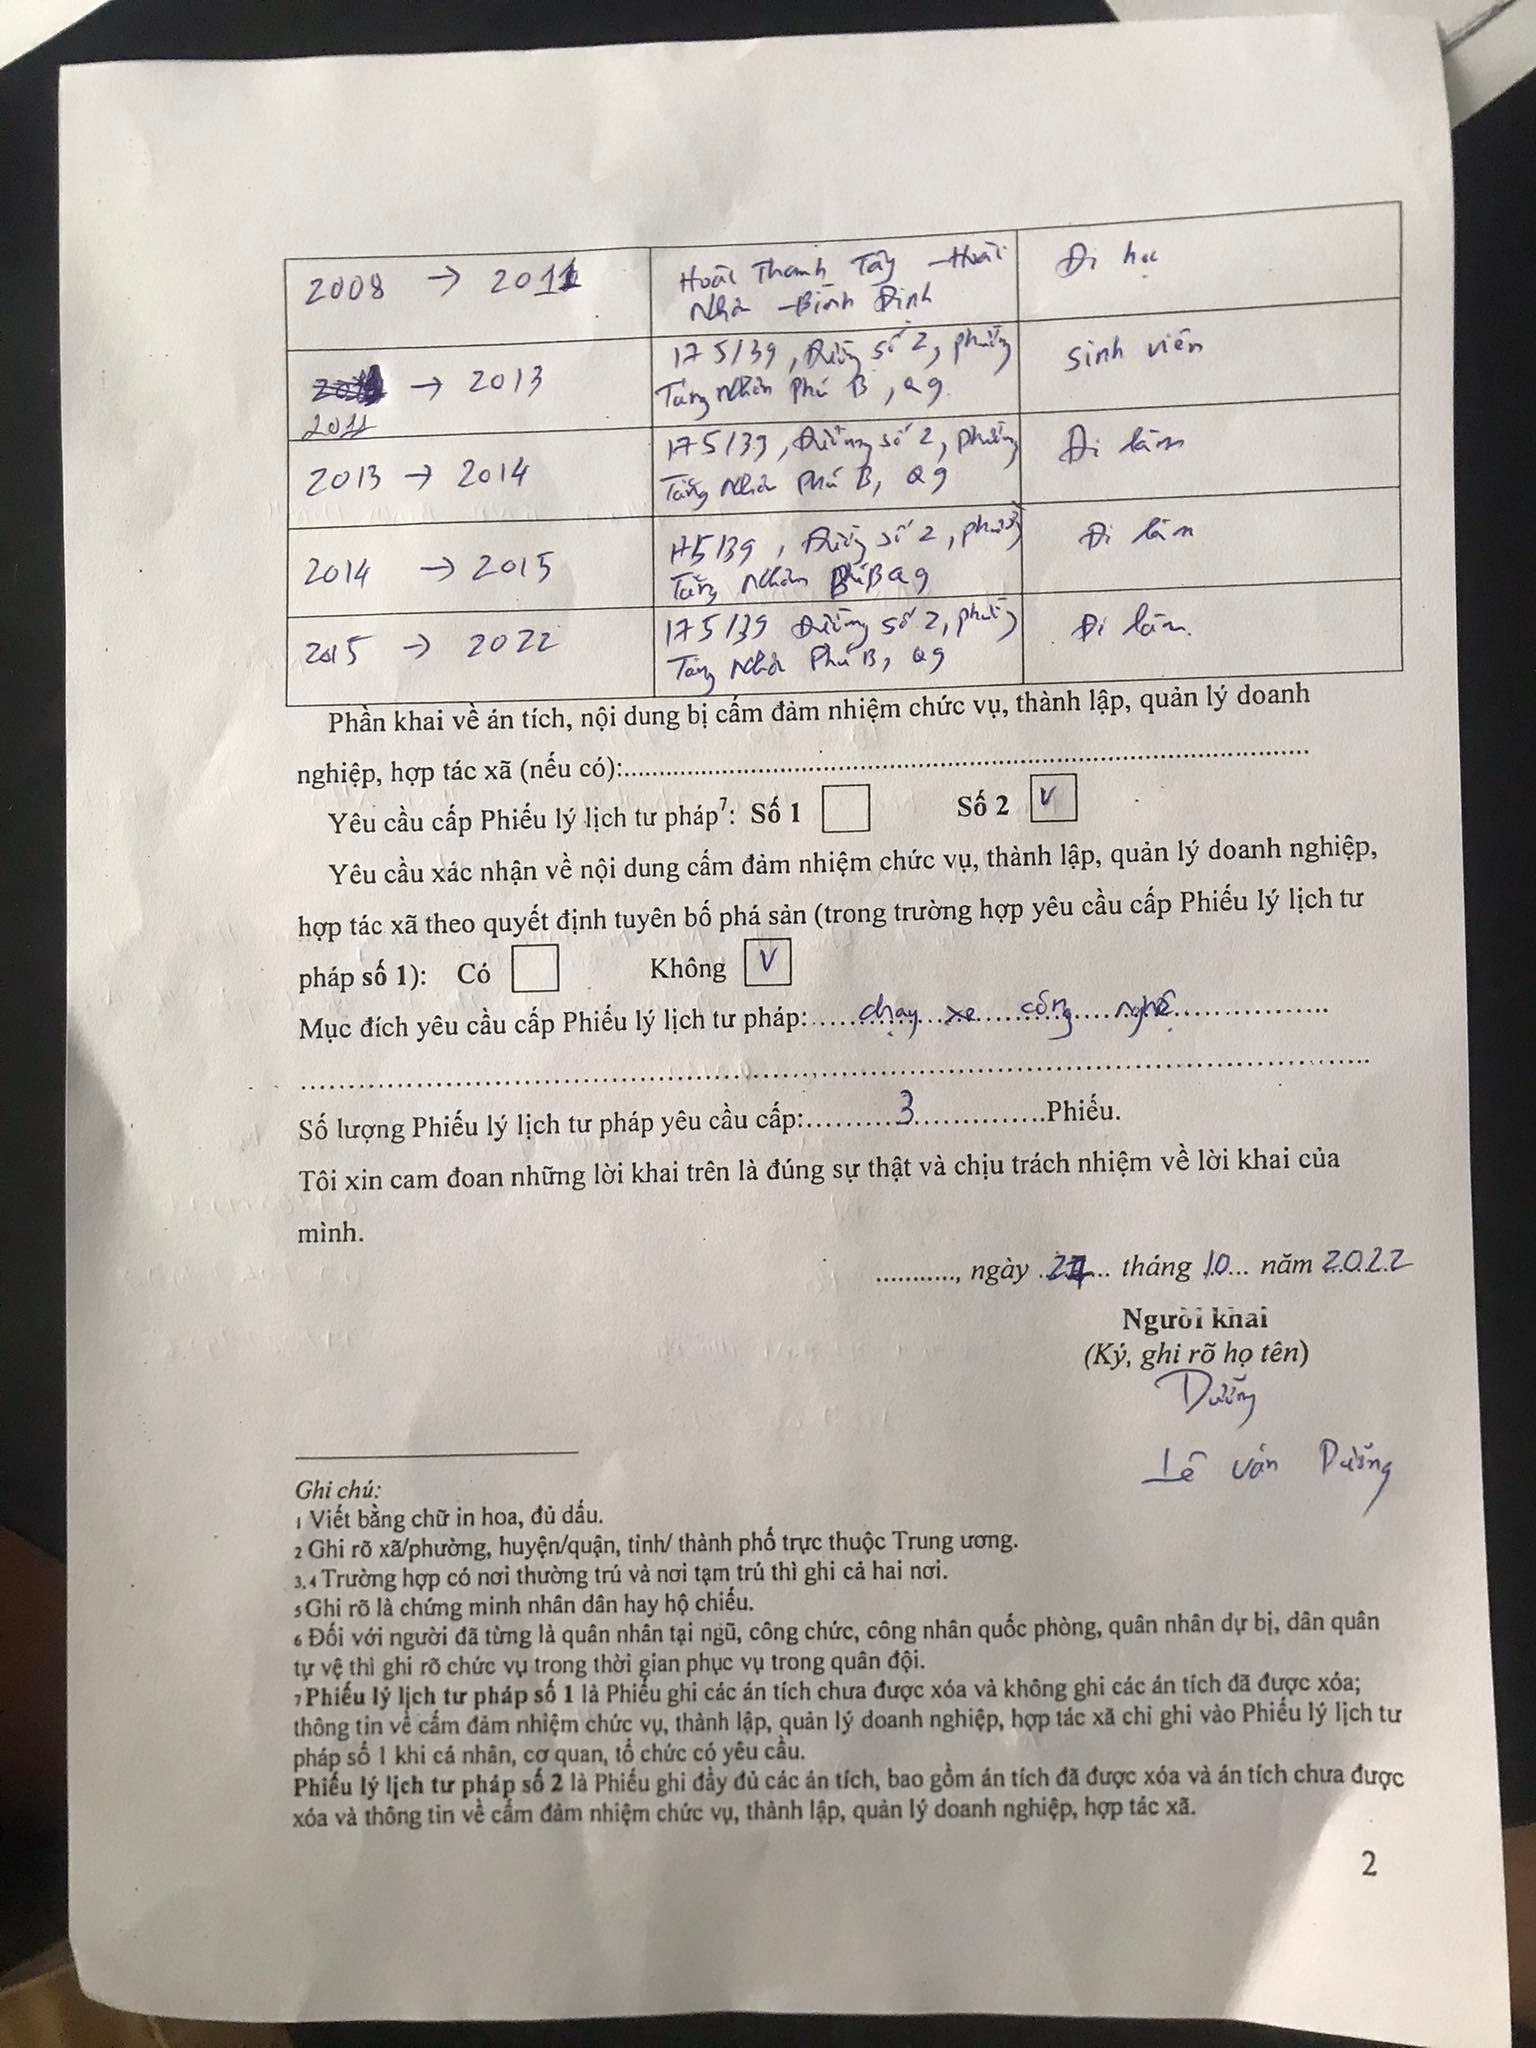 2008 → 2011
Hoài Thanh Tây - Hoài
Nhơn - Bình Định
Đi học
→ 2013
2011
175/39, Đường số 2, phường
Tăng Nhơn Phú B, Q9
Sinh viên
2013 → 2014
175/39, Đường số 2, phường
Tăng Nhơn Phú B, Q9
Đi làm
2014 → 2015
175/39, Đường số 2, phường
Tăng Nhơn Phú B Q9
Đi làm
2015 → 2022
175/39 Đường số 2, phường
Tăng Nhơn Phú B, Q9
Đi làm.
Phần khai về án tích, nội dung bị cấm đảm nhiệm chức vụ, thành lập, quản lý doanh
nghiệp, hợp tác xã (nếu có):..........
Yêu cầu cấp Phiếu lý lịch tư pháp7: Số 1 Số 2 V
Yêu cầu xác nhận về nội dung cấm đảm nhiệm chức vụ, thành lập, quản lý doanh nghiệp,
hợp tác xã theo quyết định tuyên bố phá sản (trong trường hợp yêu cầu cấp Phiếu lý lịch tư
pháp số 1): Có Không V
Mục đích yêu cầu cấp Phiếu lý lịch tư pháp: chạy xe công nghệ
Số lượng Phiếu lý lịch tư pháp yêu cầu cấp:.....3.....Phiếu.
Tôi xin cam đoan những lời khai trên là đúng sự thật và chịu trách nhiệm về lời khai của
mình.
..........., ngày 27 tháng 10 năm 2022
Người khai
(Ký, ghi rõ họ tên)
Dường
Lê Văn Dường
Ghi chú:
1 Viết bằng chữ in hoa, đủ dấu.
2 Ghi rõ xã/phường, huyện/quận, tỉnh/ thành phố trực thuộc Trung ương.
3, 4 Trường hợp có nơi thường trú và nơi tạm trú thì ghi cả hai nơi.
5 Ghi rõ là chứng minh nhân dân hay hộ chiếu.
6 Đối với người đã từng là quân nhân tại ngũ, công chức, công nhân quốc phòng, quân nhân dự bị, dân quân
tự vệ thì ghi rõ chức vụ trong thời gian phục vụ trong quân đội.
7 Phiếu lý lịch tư pháp số 1 là Phiếu ghi các án tích chưa được xóa và không ghi các án tích đã được xóa;
thông tin về cấm đảm nhiệm chức vụ, thành lập, quản lý doanh nghiệp, hợp tác xã chỉ ghi vào Phiếu lý lịch tư
pháp số 1 khi cá nhân, cơ quan, tổ chức có yêu cầu.
Phiếu lý lịch tư pháp số 2 là Phiếu ghi đầy đủ các án tích, bao gồm án tích đã được xóa và án tích chưa được
xóa và thông tin về cấm đảm nhiệm chức vụ, thành lập, quản lý doanh nghiệp, hợp tác xã.
2